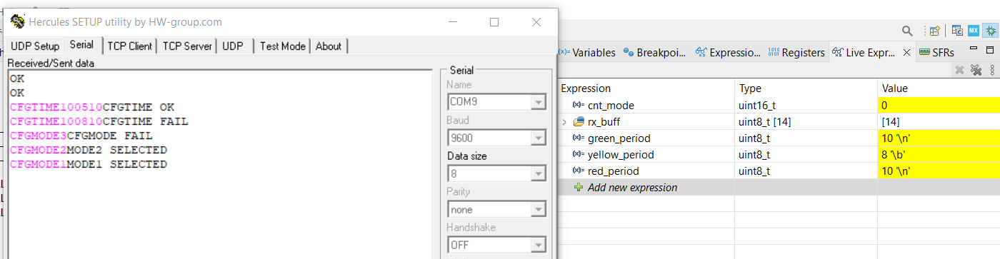 Hercules SETUP utility by HW-group.com
UDP Setup Serial TCP Client TCP Server UDP Test Mode About
Received/Sent data
OK
OK
CFGTIME100510CFGTIME OK
CFGTIME100810CFGTIME FAIL
CFGMODE3CFGMODE FAIL
CFGMODE2MODE2 SELECTED
CFGMODE1MODE1 SELECTED
Serial
Name
COM9
Baud
9600
Data size
8
Parity
none
Handshake
OFF
MX
(x)= Variables Breakpoi... Expressio... 1010 0101 Registers Live Expr... SFRs
Expression Type Value
(x)= cnt_mode uint16_t 0
rx_buff uint8_t [14] [14]
(x)= green_period uint8_t 10 '\n'
(x)= yellow_period uint8_t 8 '\b'
(x)= red_period uint8_t 10 '\n'
Add new expression